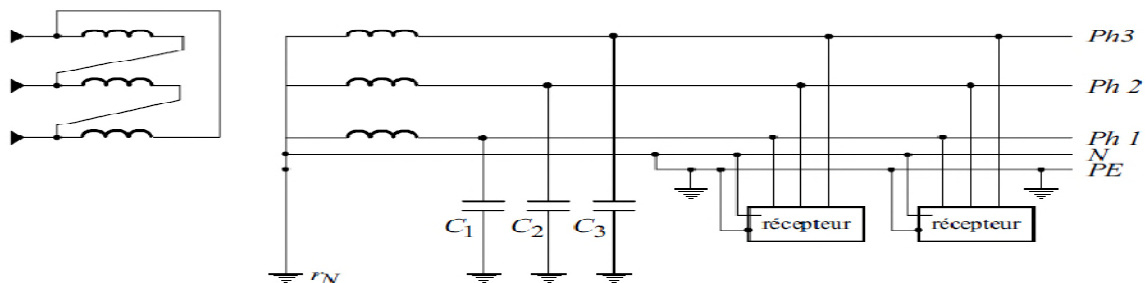 Ph3
Ph 2
Ph 1
N
PE
C1 C2 C3
récepteur récepteur
rN